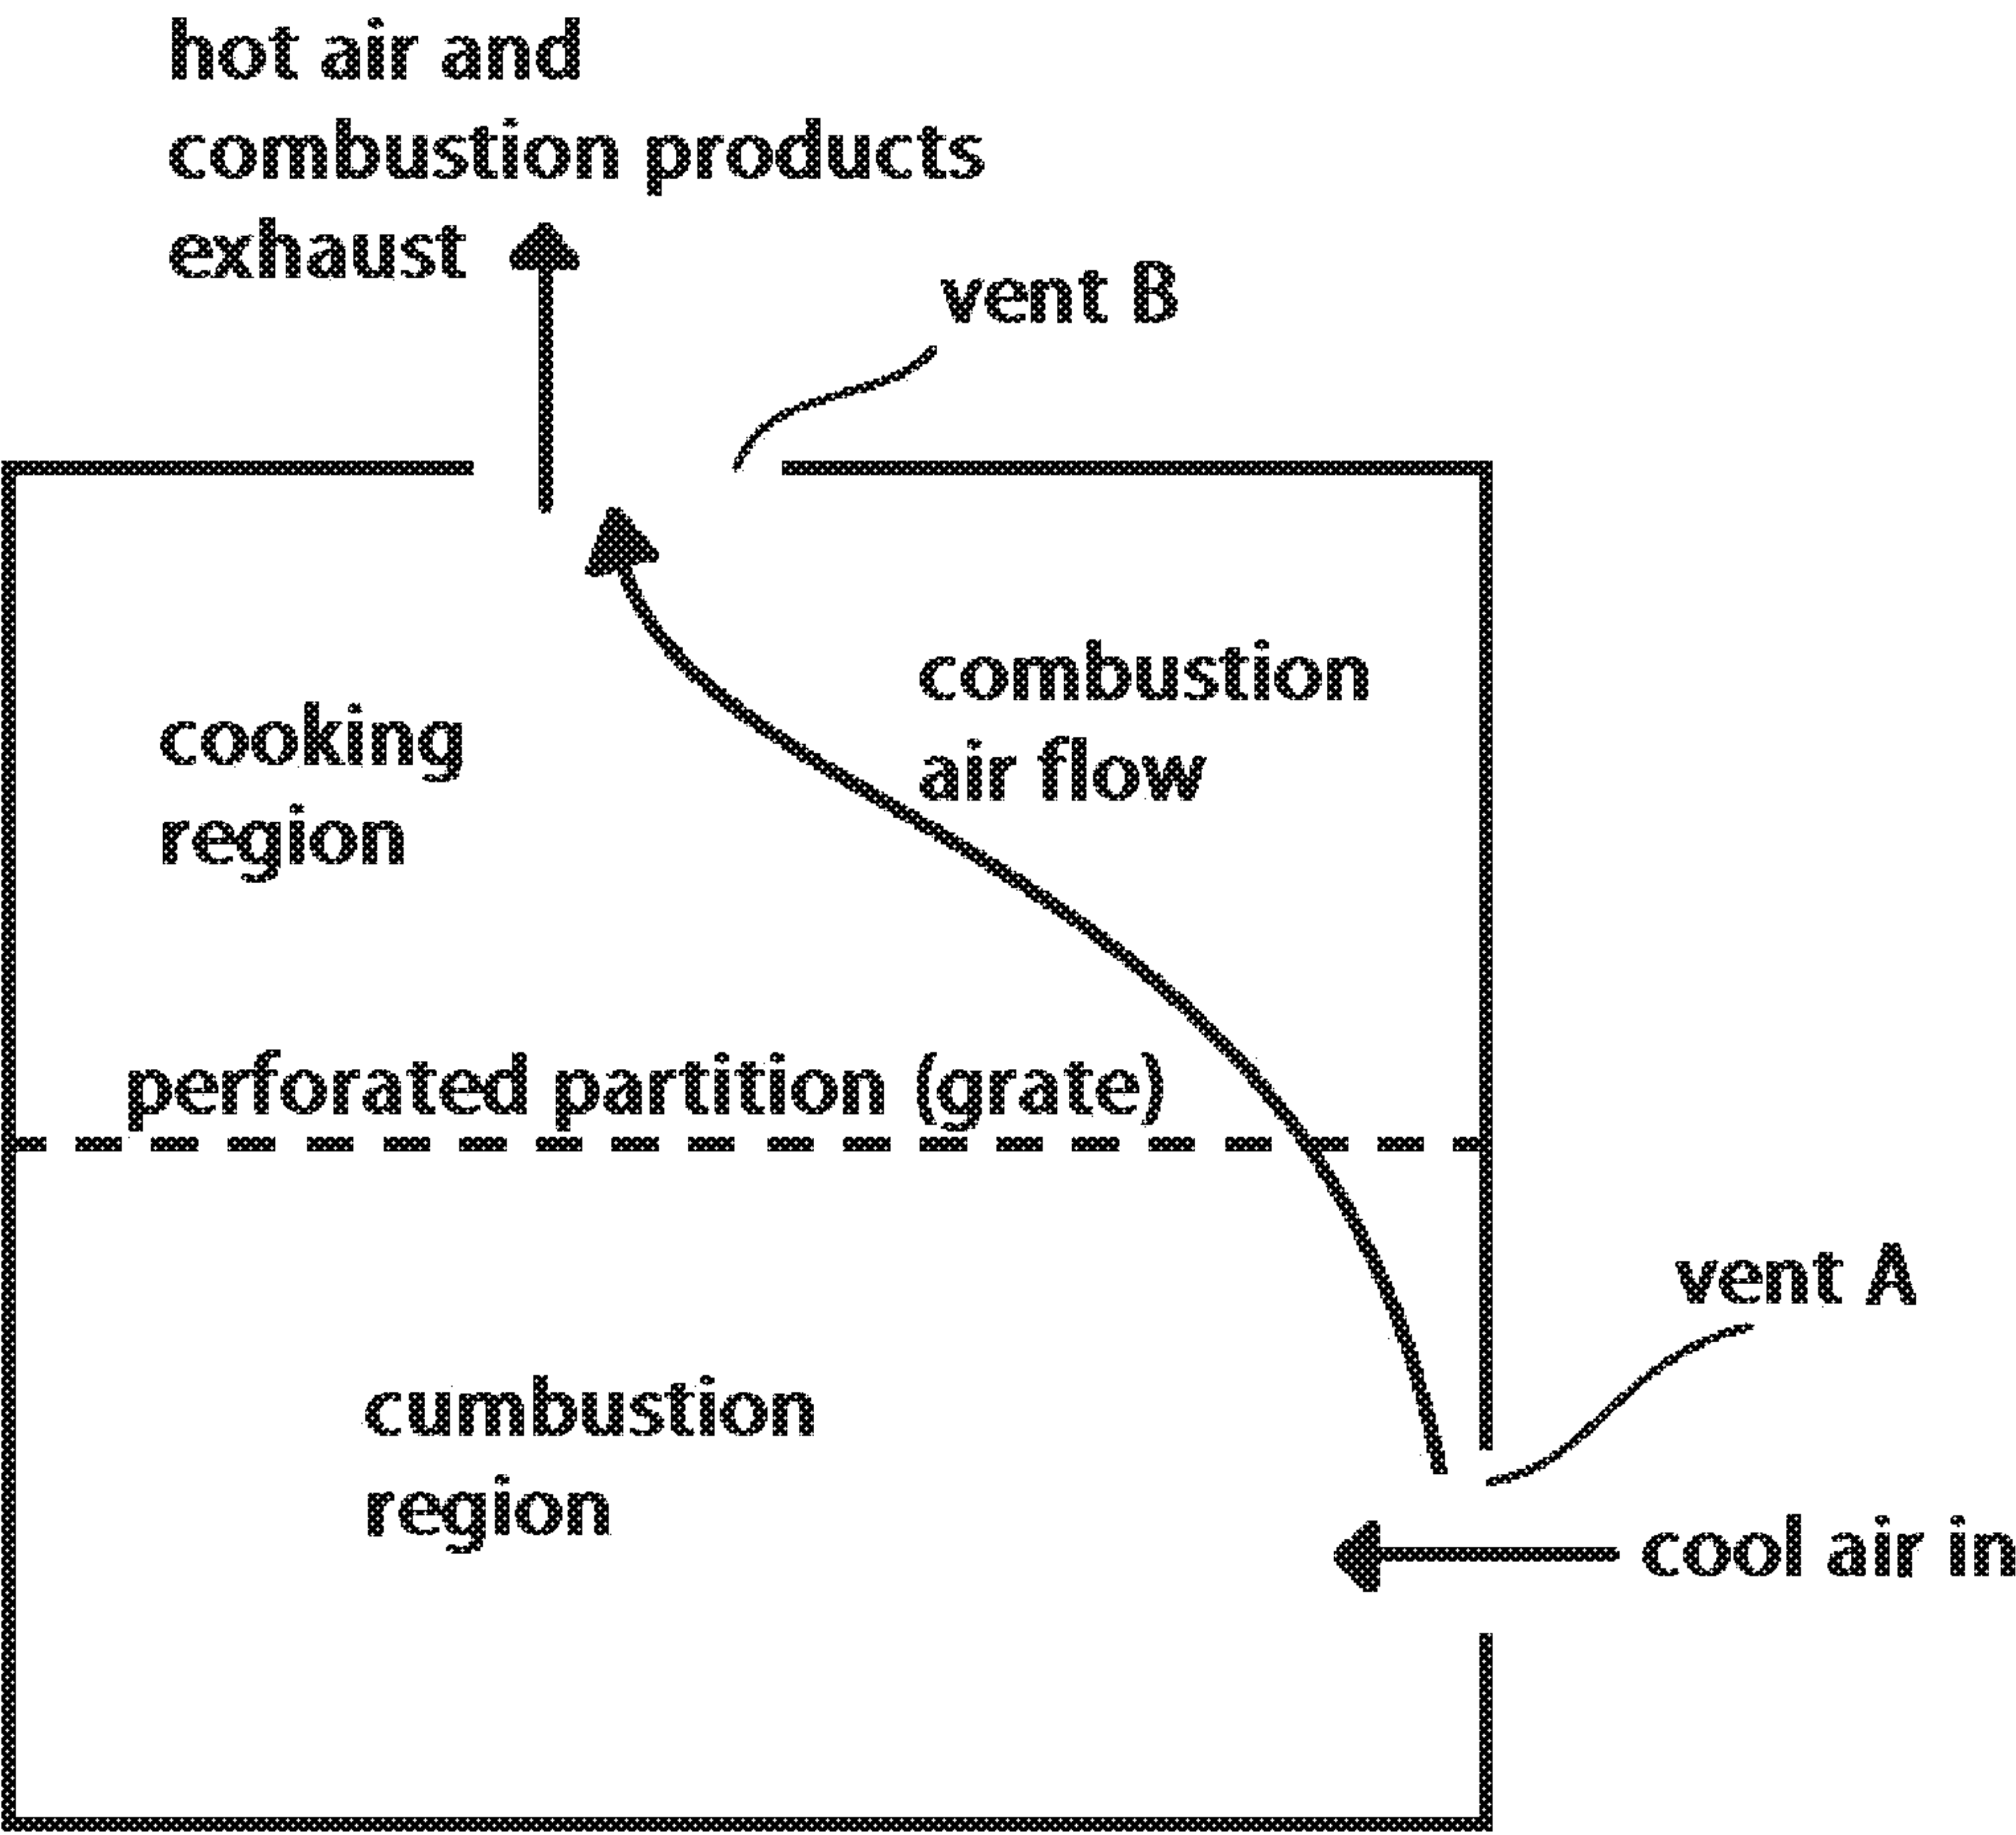 hot air and
combustion products
exhaust
vent B
combustion
air flow
cooking
region
perforated partition (grate)
vent A
cumbustion
region
cool air in